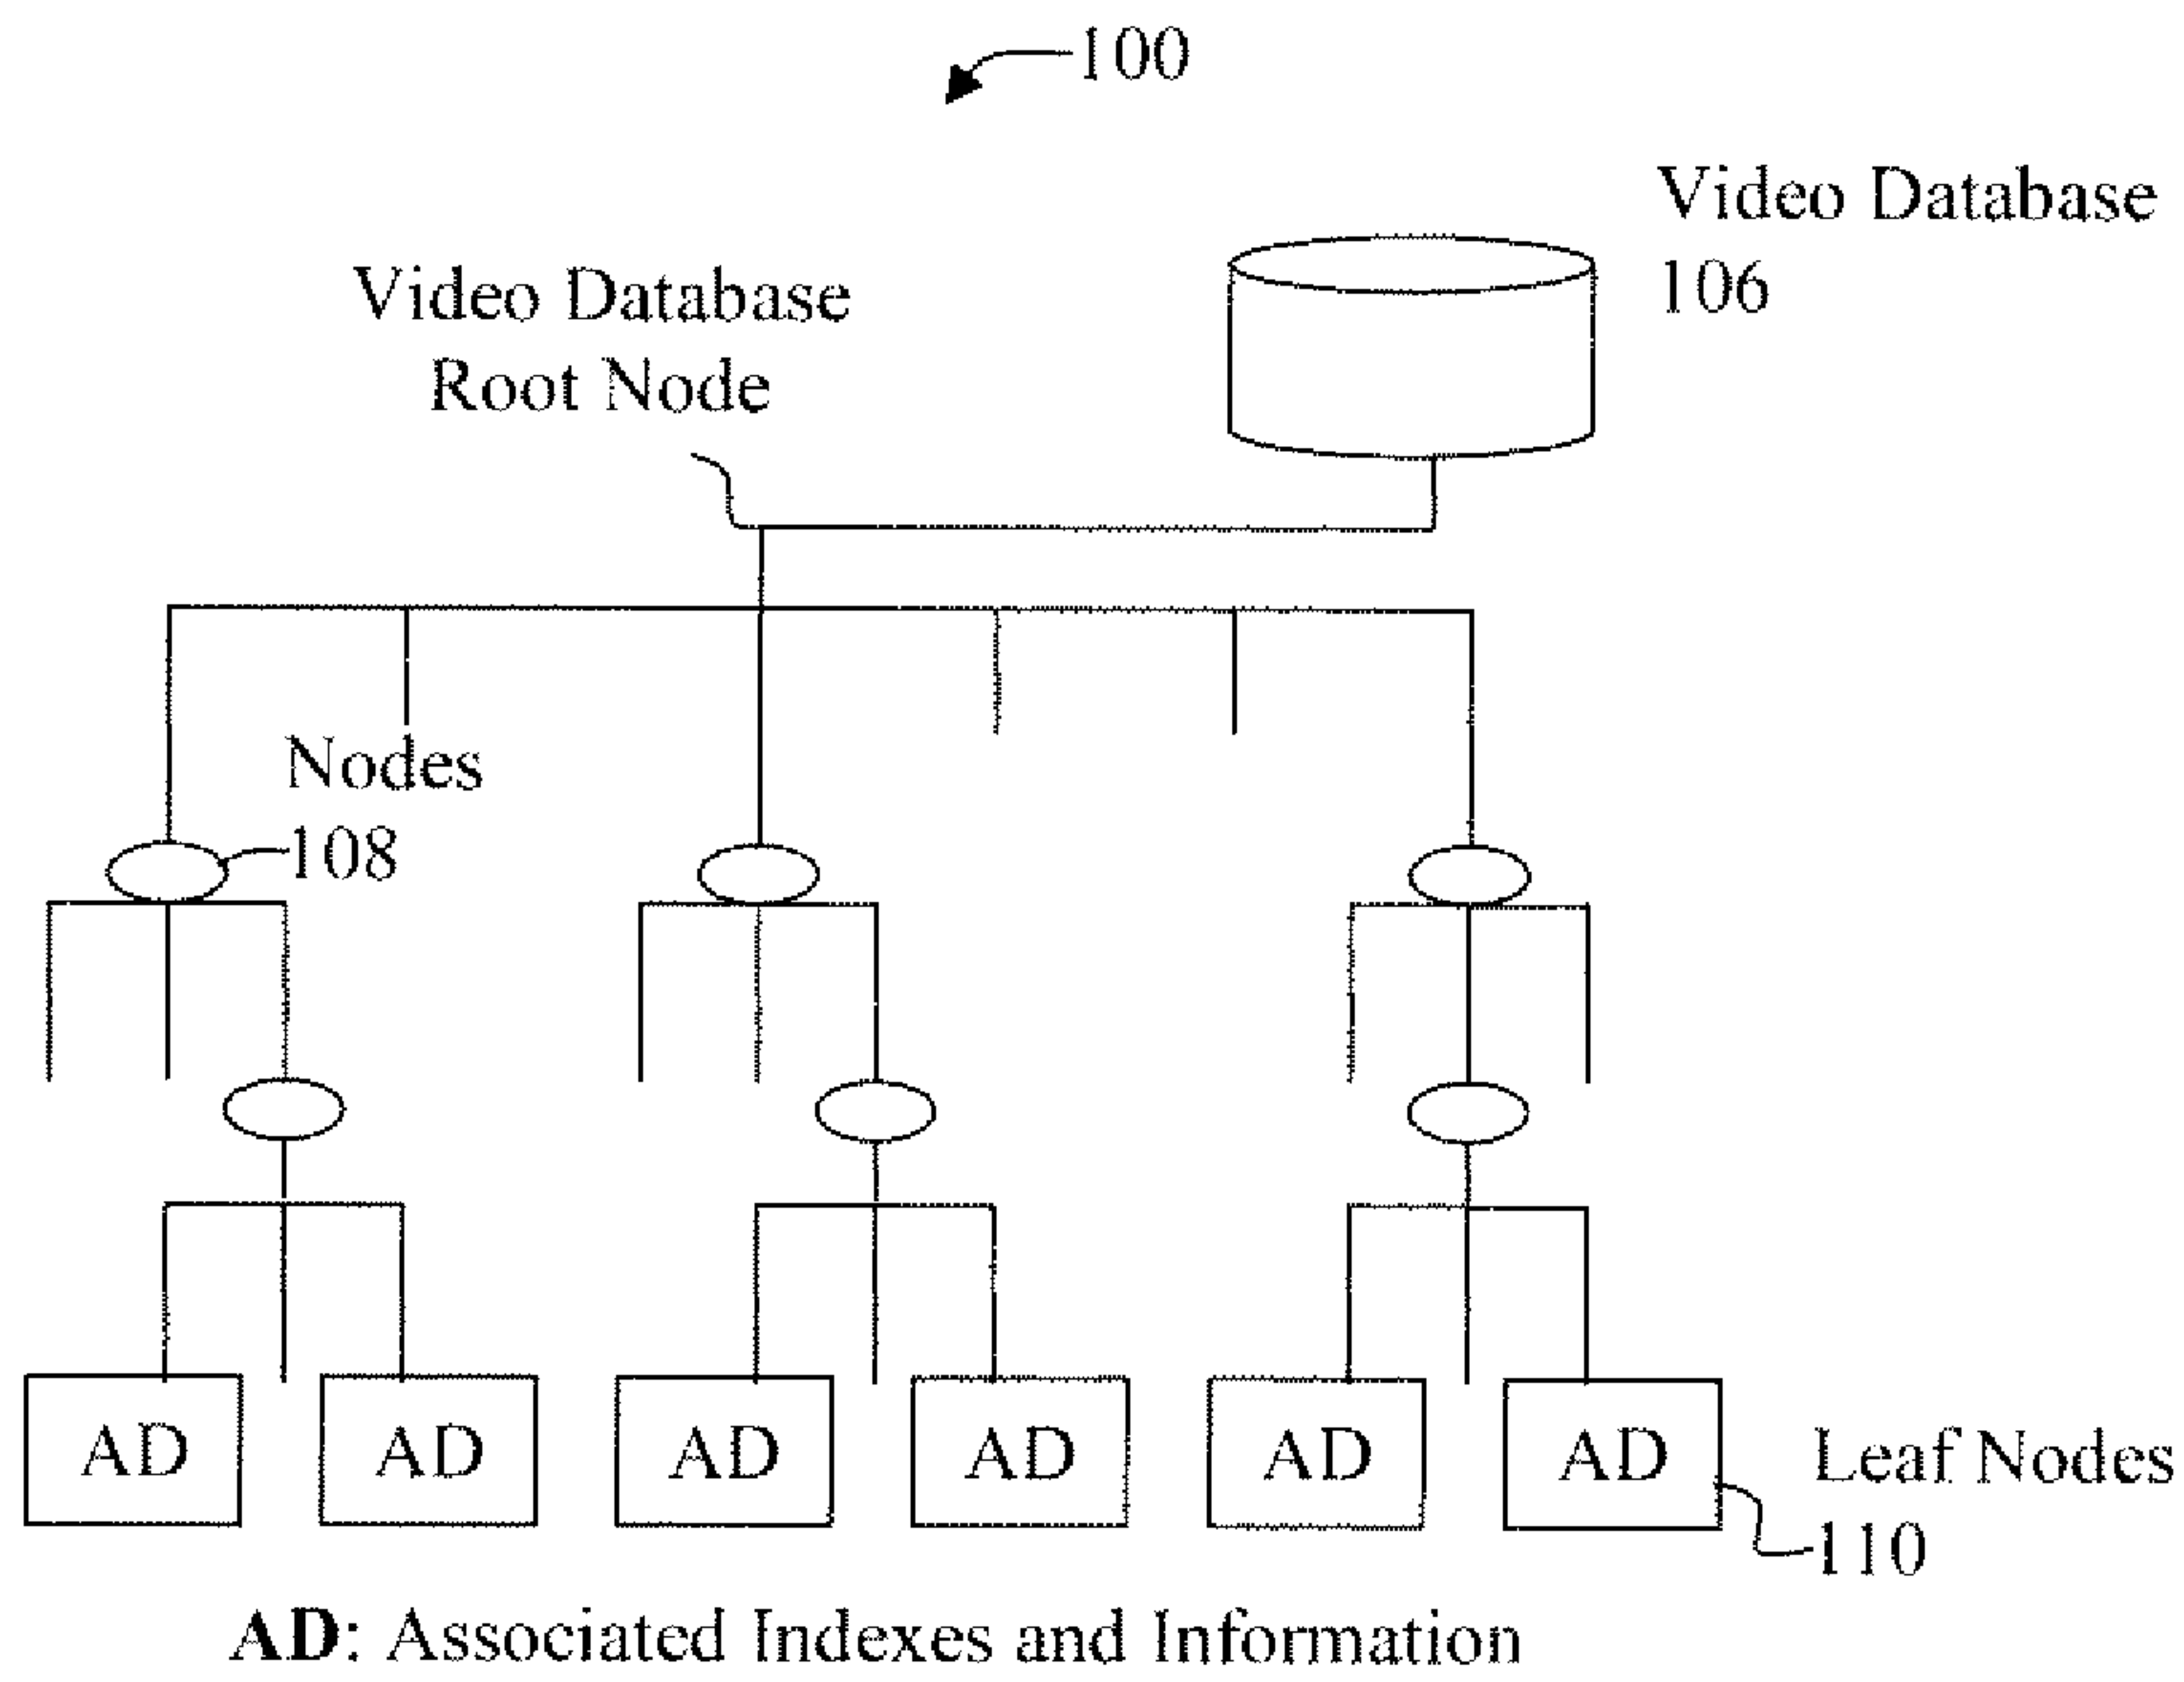 100
Video Database
106
Video Database
Root Node
Nodes
108
AD AD AD AD AD AD
Leaf Nodes
110
AD: Associated Indexes and Information